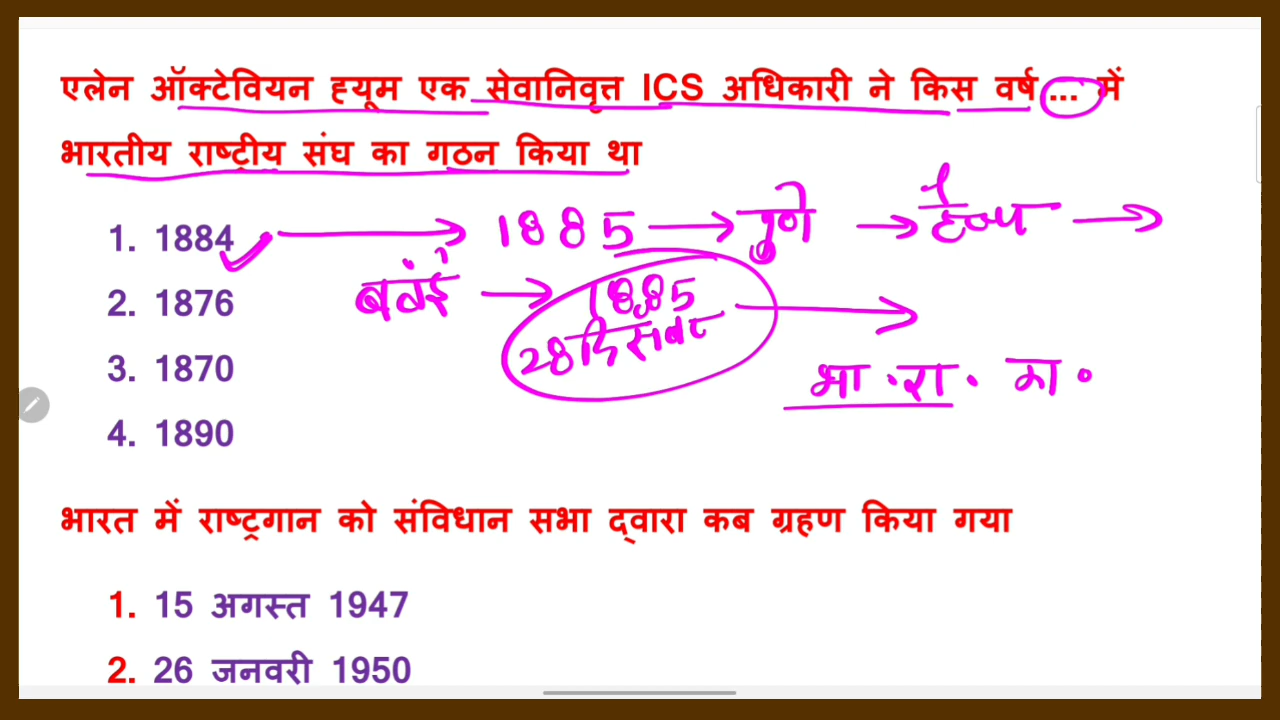 एलेन ऑक्टेवियन ह्यूम एक सेवानिवृत्त ICS अधिकारी ने किस वर्ष ... में
भारतीय राष्ट्रीय संघ का गठन किया था
1. 1884 → 1885 → पुणे →
बंबई → 1885
28 दिसंबर
2. 1876
3. 1870
भा. रा. का.
4. 1890
भारत में राष्ट्रगान को संविधान सभा द्वारा कब ग्रहण किया गया
1. 15 अगस्त 1947
2. 26 जनवरी 1950